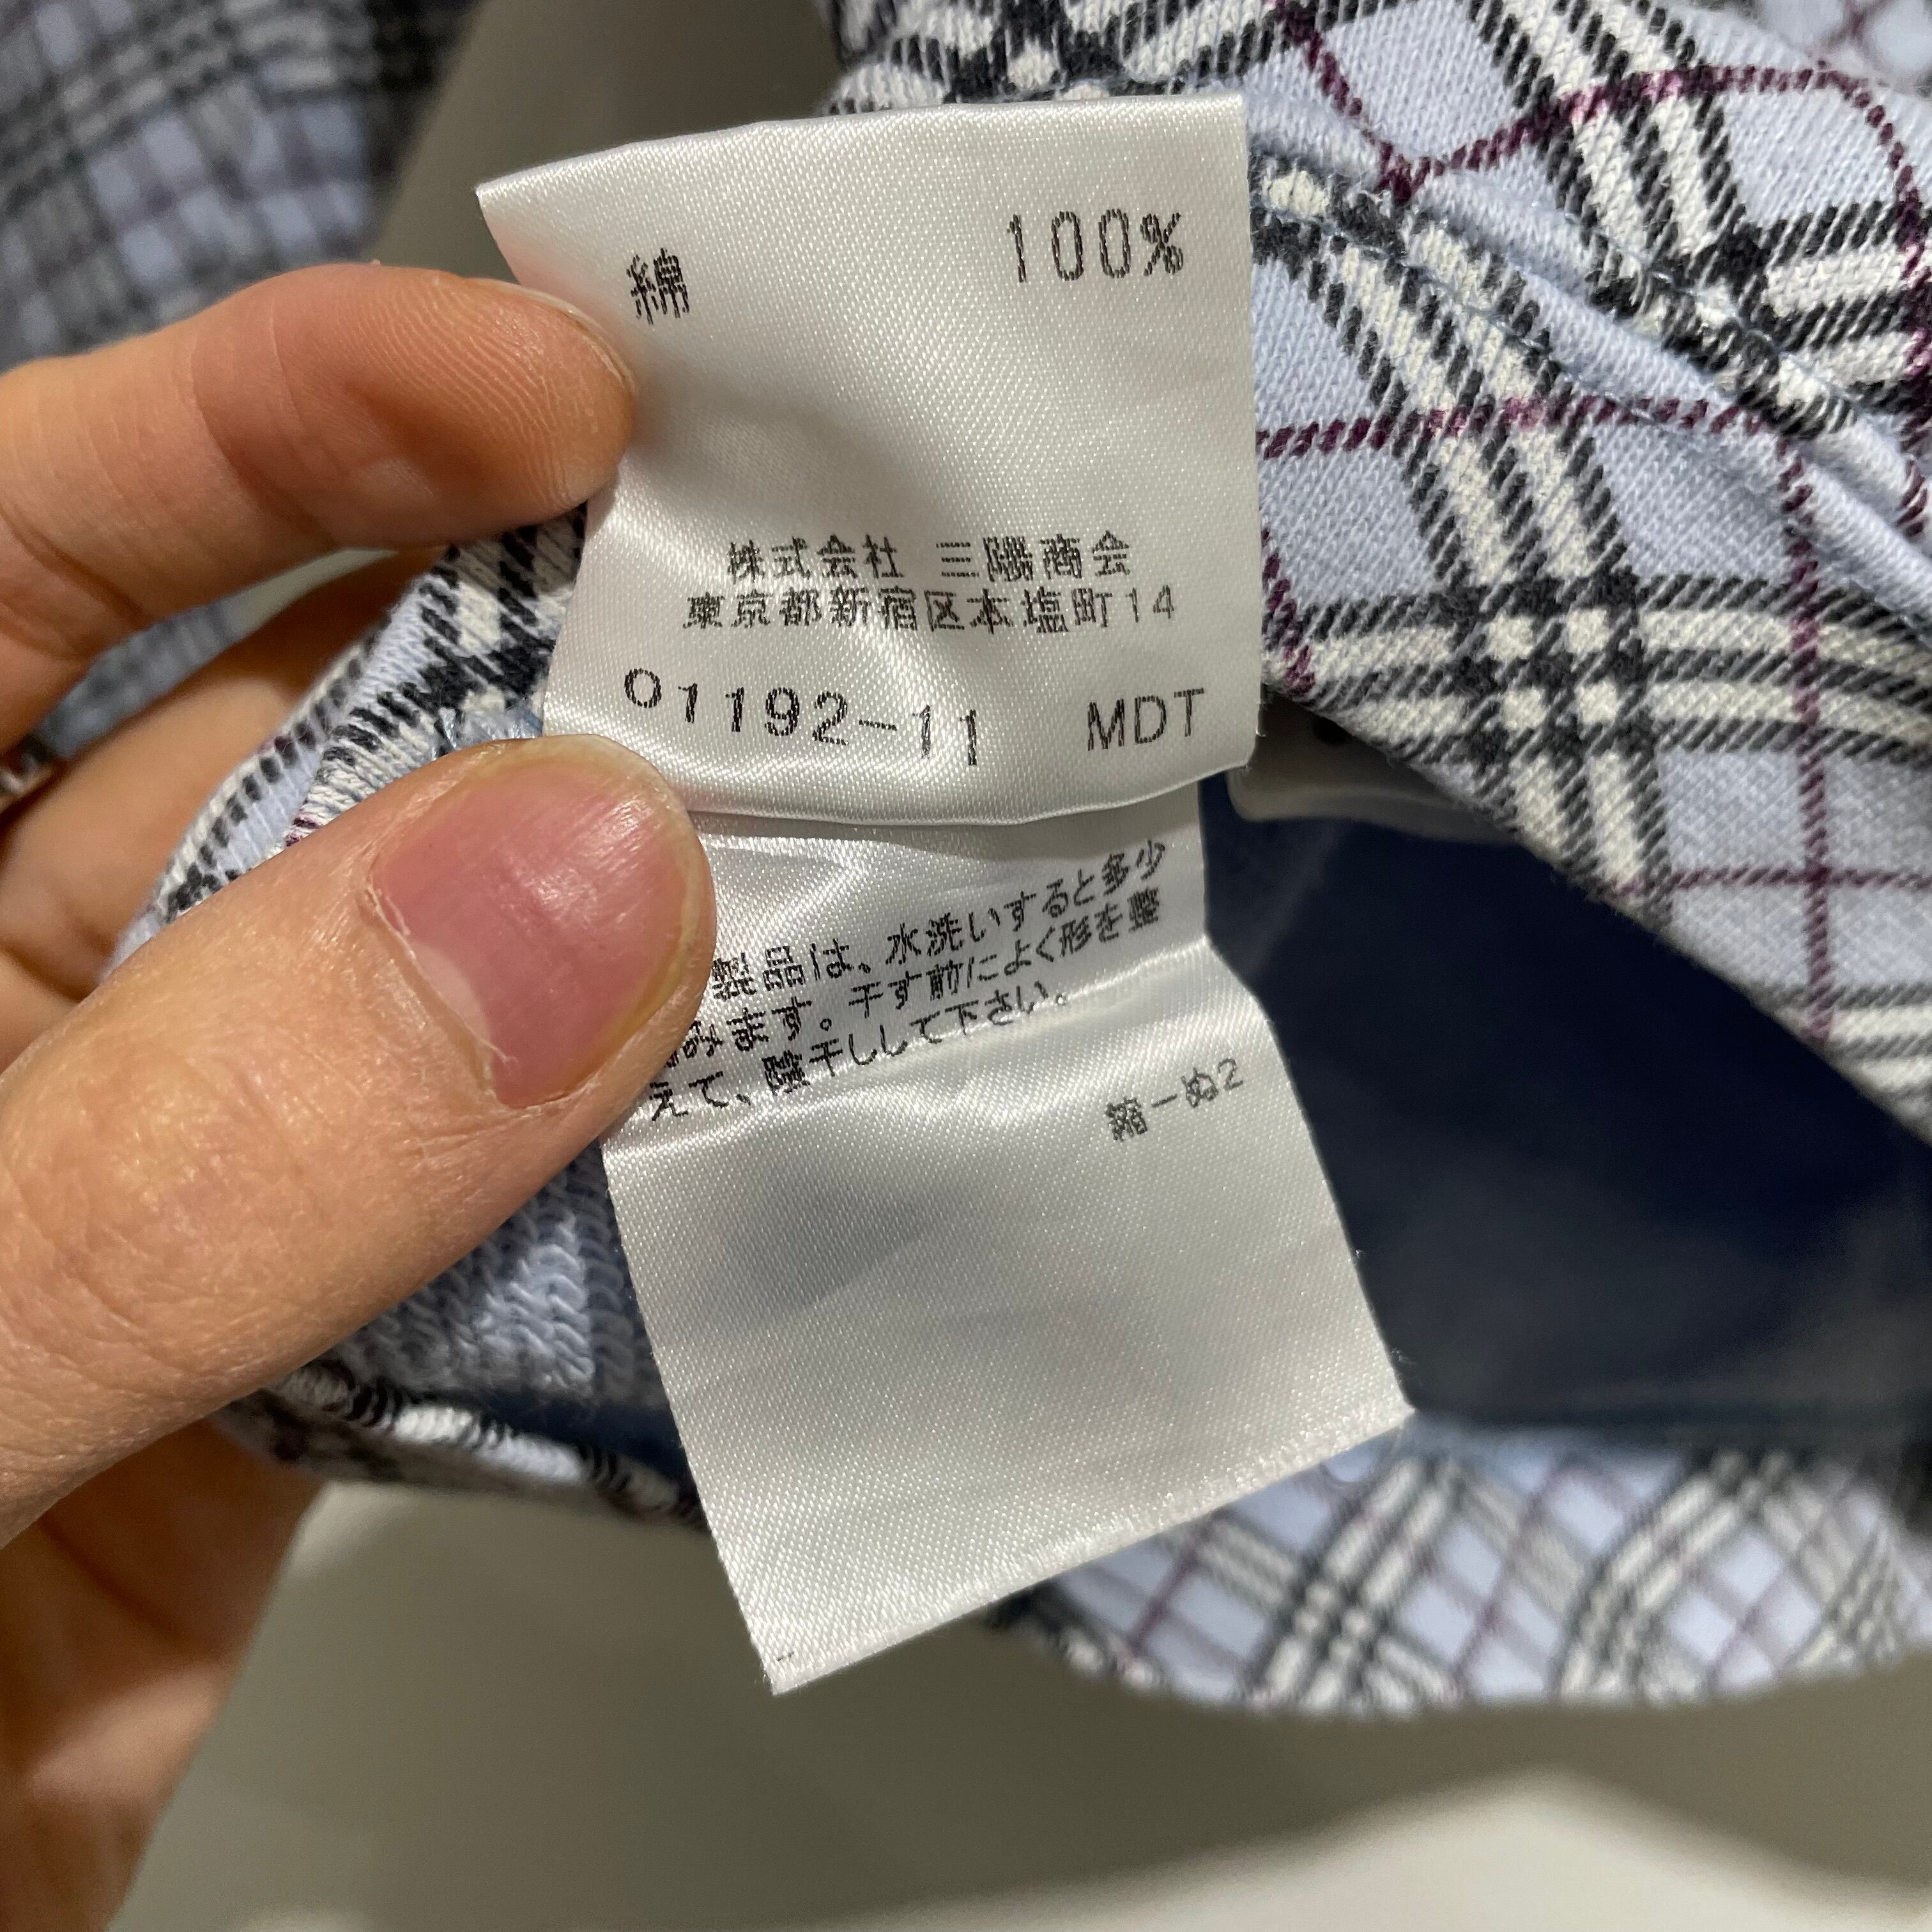 綿 100%
株式会社 三陽商会
東京都新宿区本塩町14
01192-11 MDT
製品は、水洗いすると多少
みます。干す前によく形を整
えて、陰干しして下さい。
縮-ぬ2